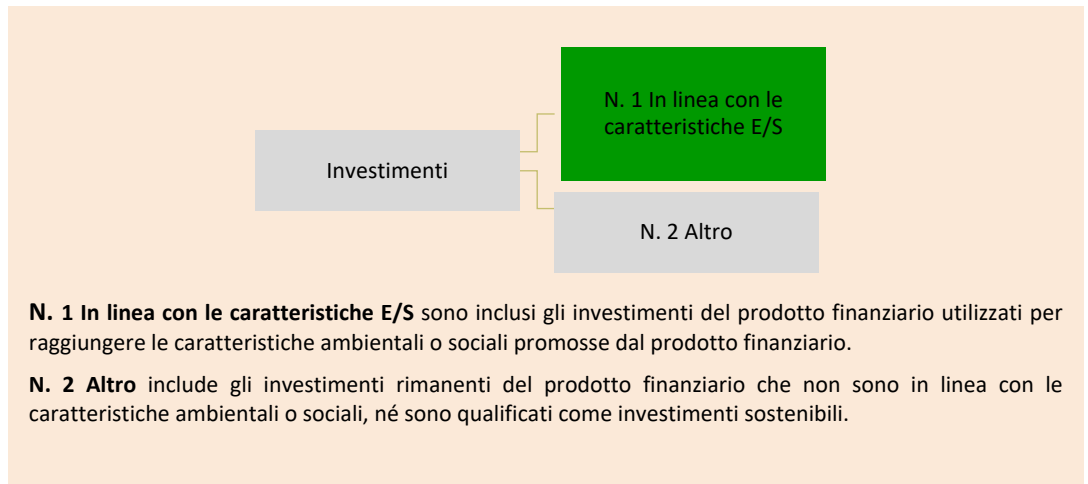 N. 1 In linea con le
caratteristiche E/S
Investimenti
N. 2 Altro
N. 1 In linea con le caratteristiche E/S sono inclusi gli investimenti del prodotto finanziario utilizzati per
raggiungere le caratteristiche ambientali o sociali promosse dal prodotto finanziario.
N. 2 Altro include gli investimenti rimanenti del prodotto finanziario che non sono in linea con le
caratteristiche ambientali o sociali, né sono qualificati come investimenti sostenibili.